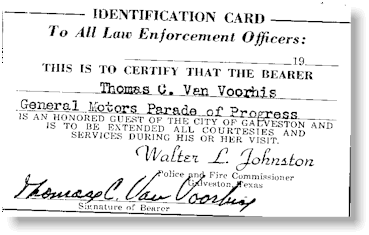 IDENTIFICATION CARD
To All Law Enforcement Officers:
19
THIS IS TO CERTIFY THAT THE BEARER
Thomas C. Van Voorhis
General Motors Parade of Progress
IS AN HONORED GUEST OF THE CITY OF GALVESTON AND
IS TO BE EXTENDED ALL COURTESIES AND
SERVICES DURING HIS OR HER VISIT.
Walter L. Johnston
Police and Fire Commissioner
Galveston, Texas
Thomas C. Van Voorhis
Signature of Bearer